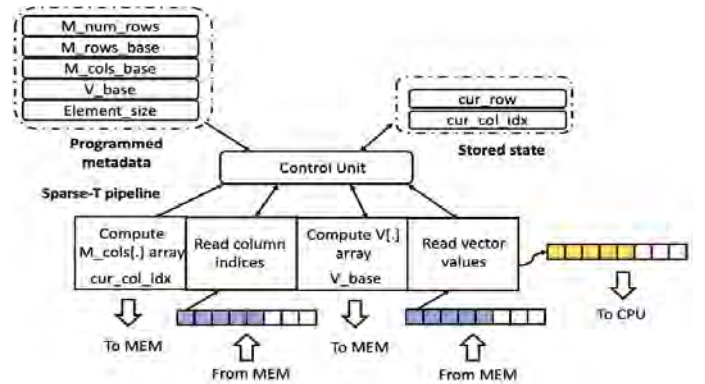 M_num_rows
M_rows_base
M_cols_base
V_base
Element_size
Programmed
metadata
cur_row
cur_col_idx
Stored state
Control Unit
Sparse-T pipeline
Compute
M_cols[.] array
cur_col_idx
Read column
indices
Compute V[.]
array
V_base
Read vector
values
To MEM
From MEM
To MEM
From MEM
To CPU